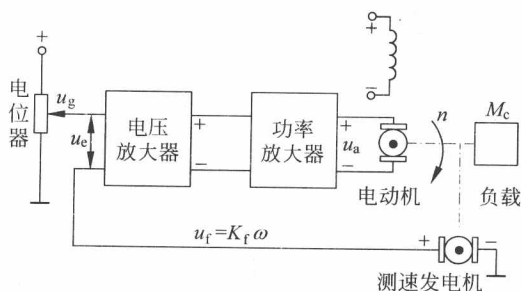 +
电位器
u_g
u_e
电压
放大器
+
−
功率
放大器
+
u_a
−
+
−
n
M_c
电动机
负载
u_f=K_f ω
+
−
测速发电机